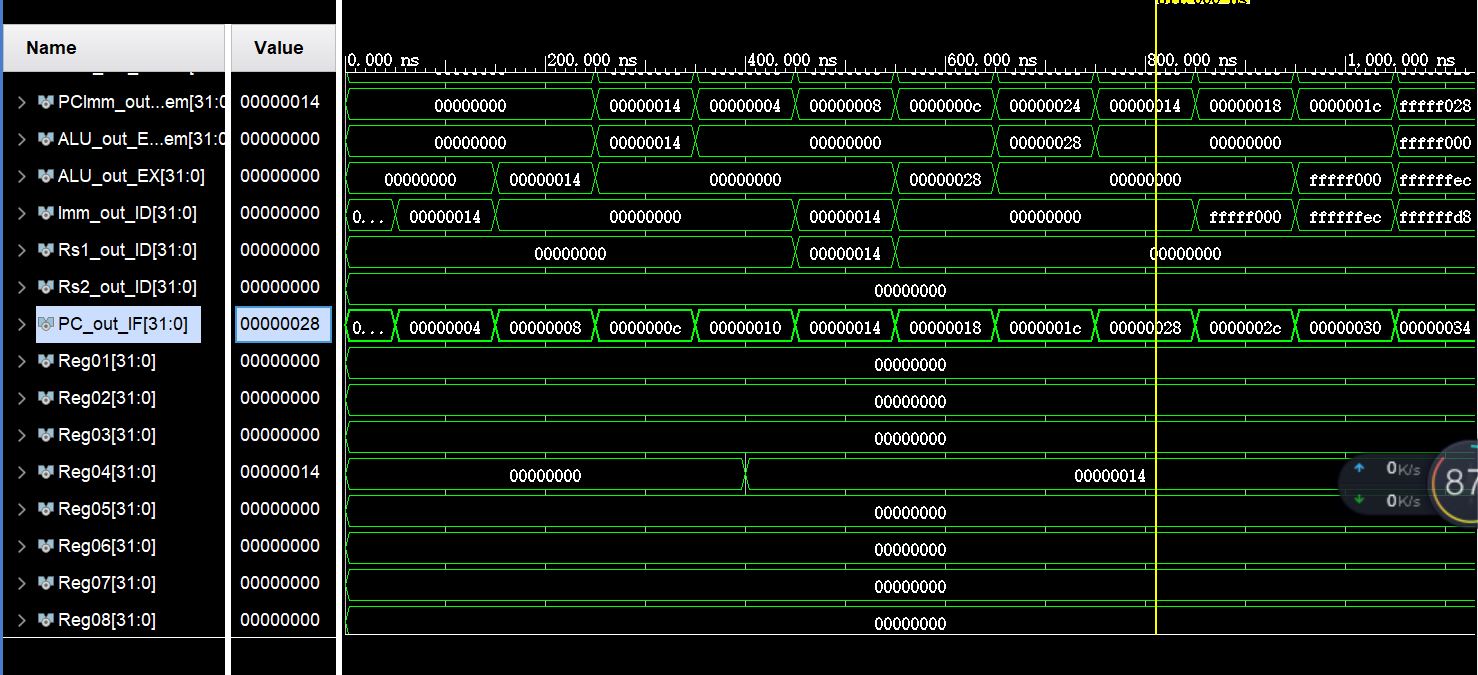 Name Value
0.000 ns 200.000 ns 400.000 ns 600.000 ns 800.000 ns 1,000.000 ns
PCImm_out...em[31:0 00000014 00000000 00000014 00000004 00000008 0000000c 00000024 00000014 00000018 0000001c fffff028
ALU_out_E...em[31:0 00000000 00000000 00000014 00000000 00000028 00000000 fffff000
ALU_out_EX[31:0] 00000000 00000000 00000014 00000000 00000028 00000000 fffff000 ffffffec
Imm_out_ID[31:0] 00000000 0... 00000014 00000000 00000014 00000000 fffff000 ffffffec ffffffd8
Rs1_out_ID[31:0] 00000000 00000000 00000014 00000000
Rs2_out_ID[31:0] 00000000 00000000
PC_out_IF[31:0] 00000028 0... 00000004 00000008 0000000c 00000010 00000014 00000018 0000001c 00000028 0000002c 00000030 00000034
Reg01[31:0] 00000000 00000000
Reg02[31:0] 00000000 00000000
Reg03[31:0] 00000000 00000000
Reg04[31:0] 00000014 00000000 00000014
0K/s
87
0K/s
Reg05[31:0] 00000000 00000000
Reg06[31:0] 00000000 00000000
Reg07[31:0] 00000000 00000000
Reg08[31:0] 00000000 00000000